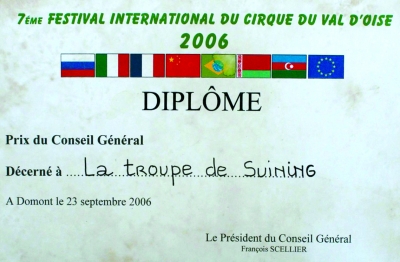 7éme FESTIVAL INTERNATIONAL DU CIRQUE DU VAL D'OISE
2006
DIPLÔME
Prix du Conseil Général
Décerné à La troupe de Suining
A Domont le 23 septembre 2006
Le Président du Conseil Général
François SCELLIER